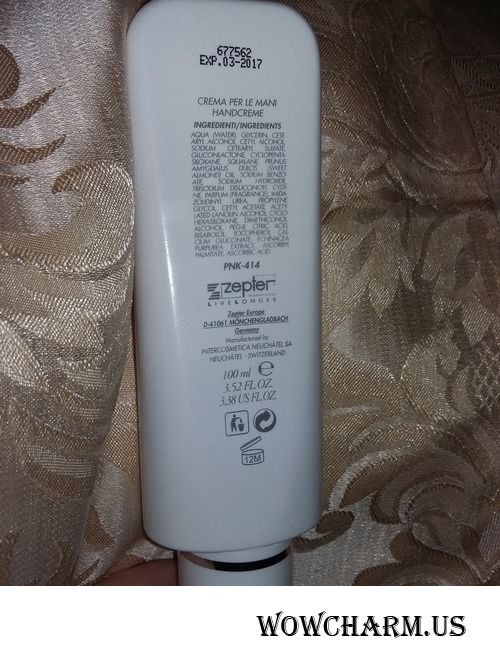 677562
EXP.03-2017
CREMA PER LE MANI
HANDCREME
INGREDIENTI/INGREDIENTS
AQUA (WATER), GLYCERIN, CETE-
ARYL ALCOHOL, CETYL ALCOHOL,
SODIUM CETEARYL SULFATE,
GLUCONOLACTONE, CYCLOPENTA-
SILOXANE, SQUALANE, PRUNUS
AMYGDALUS DULCIS (SWEET
ALMOND) OIL, SODIUM BENZO-
ATE, SODIUM HYDROXIDE,
TRISODIUM DISUCCINOYL CYSTI-
NE, PARFUM (FRAGRANCE), IMIDA-
ZOLIDINYL UREA, PROPYLENE
GLYCOL, CETYL ACETATE, ACETY-
LATED LANOLIN ALCOHOL, CYCLO-
HEXASILOXANE, DIMETHICONOL,
ALCOHOL, PEG-8, CITRIC ACID,
BISABOLOL, TOCOPHEROL, CAL-
CIUM GLUCONATE, ECHINACEA
PURPUREA EXTRACT, ASCORBYL
PALMITATE, ASCORBIC ACID.
PNK-414
zepter
INTERNATIONAL
LIVE LONGER
Zepter Europe
D-41061 MÖNCHENGLADBACH
Germany
Manufactured by
INTERCOSMETICA NEUCHÂTEL SA
NEUCHÂTEL - SWITZERLAND
100 ml e
3.52 FL.OZ.
3.38 US FL.OZ.
12M
WOWCHARM.US